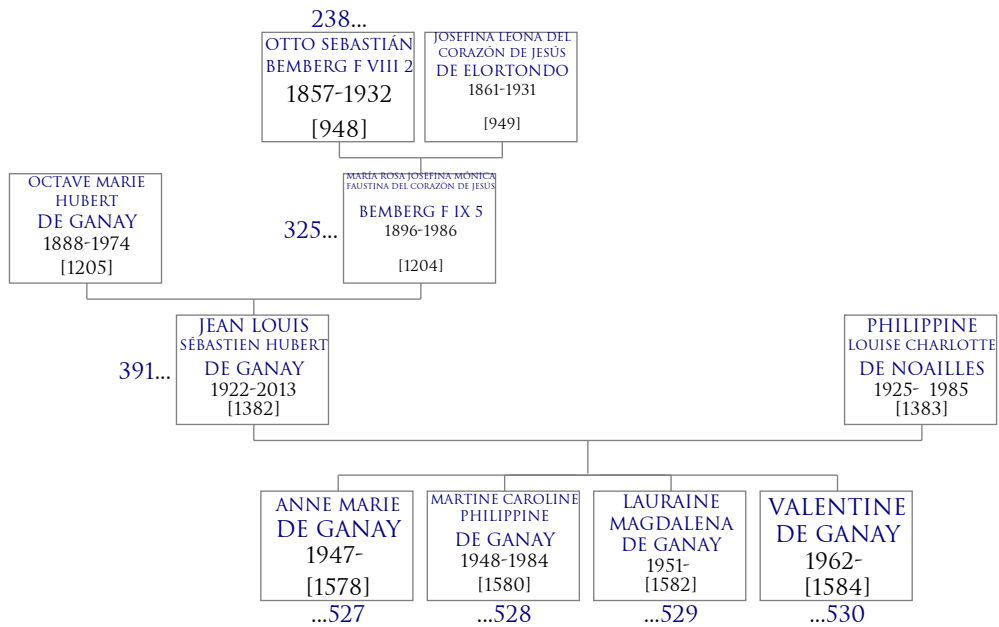 238...
OTTO SEBASTIÁN
BEMBERG F VIII 2
1857-1932
[948]
JOSEFINA LEONA DEL
CORAZÓN DE JESÚS
DE ELORTONDO
1861-1931
[949]
OCTAVE MARIE
HUBERT
DE GANAY
1888-1974
[1205]
325...
MARÍA ROSA JOSEFINA MÓNICA
FAUSTINA DEL CORAZÓN DE JESÚS
BEMBERG F IX 5
1896-1986
[1204]
391...
JEAN LOUIS
SÉBASTIEN HUBERT
DE GANAY
1922-2013
[1382]
PHILIPPINE
LOUISE CHARLOTTE
DE NOAILLES
1925- 1985
[1383]
ANNE MARIE
DE GANAY
1947-
[1578]
...527
MARTINE CAROLINE
PHILIPPINE
DE GANAY
1948-1984
[1580]
...528
LAURAINE
MAGDALENA
DE GANAY
1951-
[1582]
...529
VALENTINE
DE GANAY
1962-
[1584]
...530